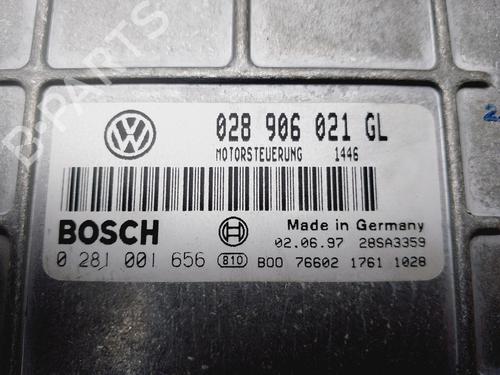 B-PARTS
028 906 021 GL
MOTORSTEUERUNG 1446
BOSCH
Made in Germany
02.06.97 28SA3359
0 281 001 656 810 B00 76602 1761 1028